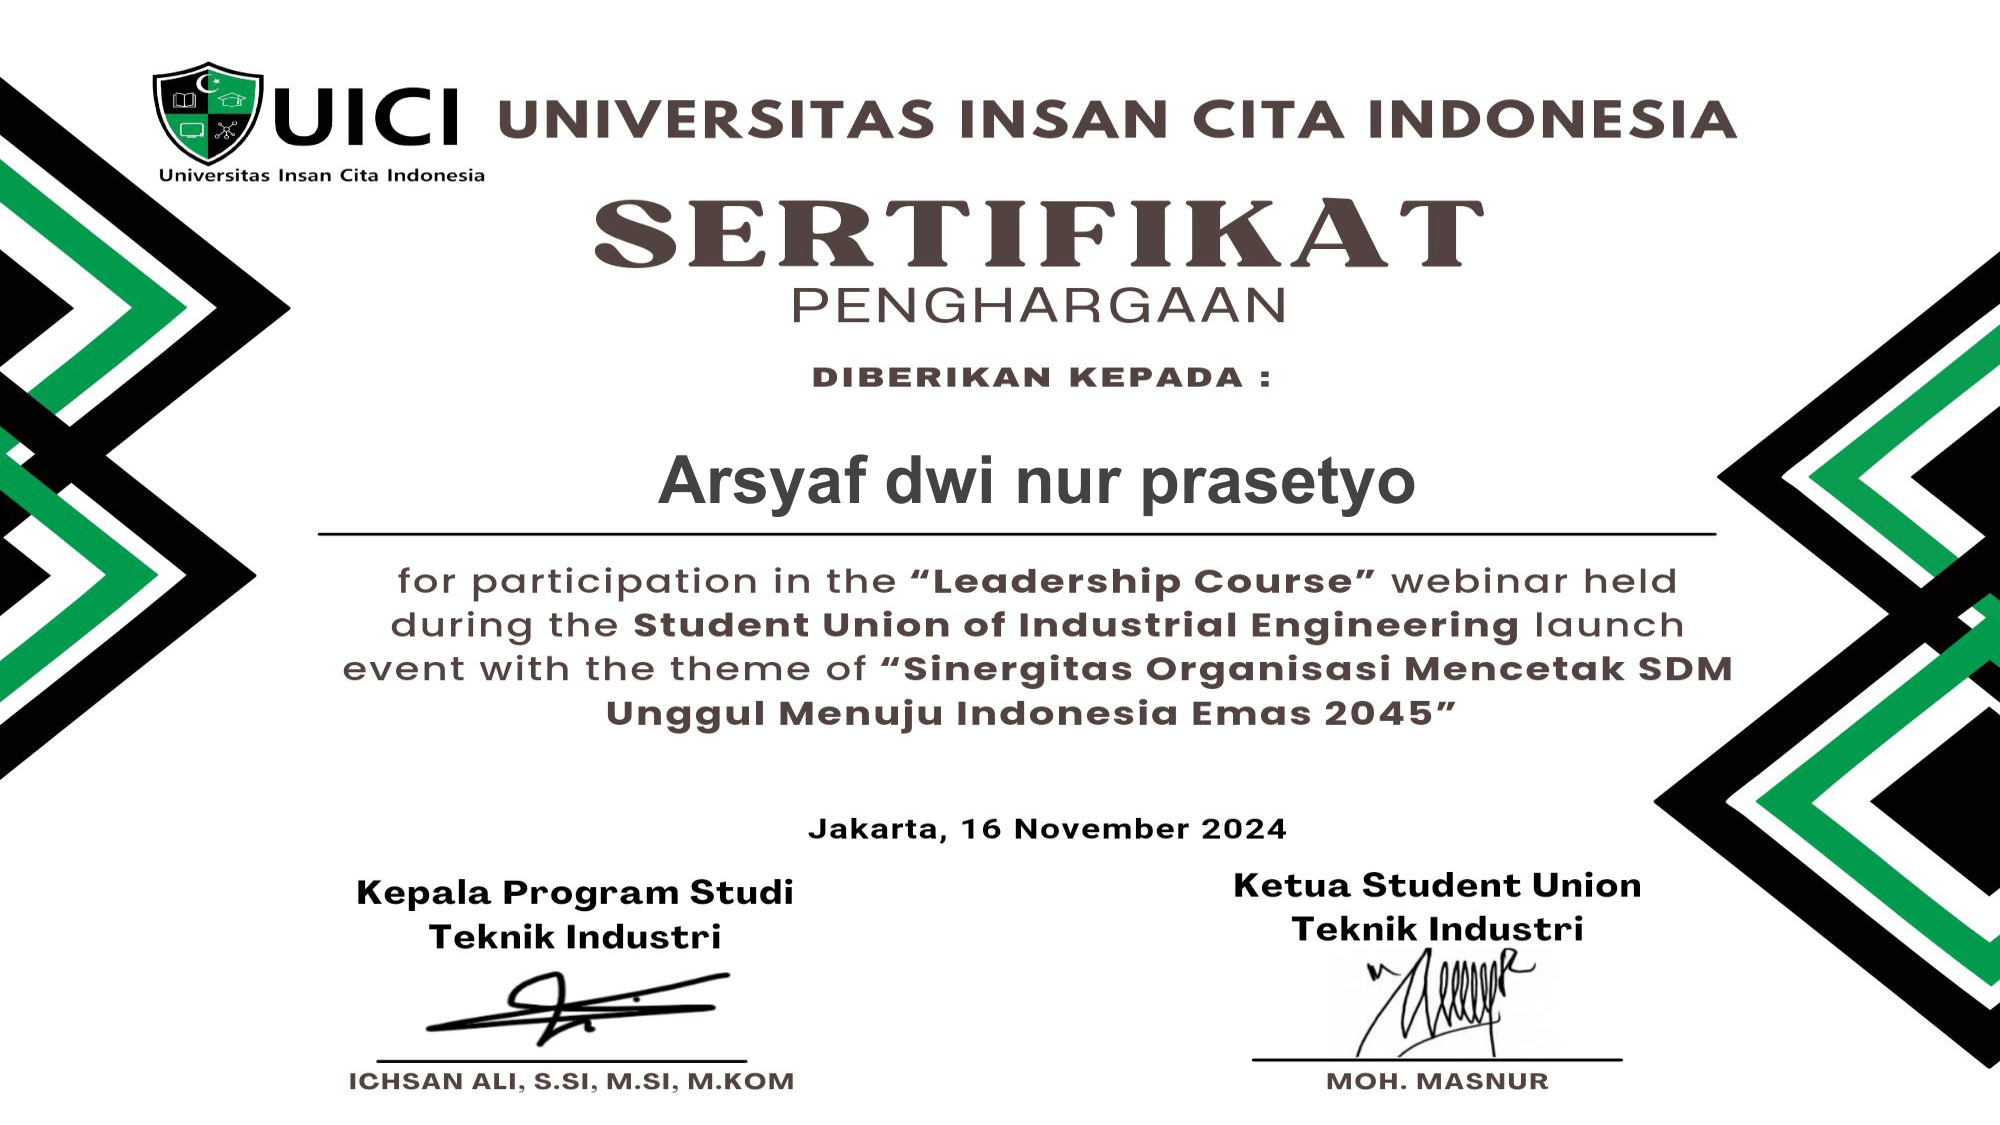 UICI
Universitas Insan Cita Indonesia
UNIVERSITAS INSAN CITA INDONESIA
SERTIFIKAT
PENGHARGAAN
DIBERIKAN KEPADA :
Arsyaf dwi nur prasetyo
for participation in the “Leadership Course” webinar held
during the Student Union of Industrial Engineering launch
event with the theme of “Sinergitas Organisasi Mencetak SDM
Unggul Menuju Indonesia Emas 2045”
Jakarta, 16 November 2024
Kepala Program Studi
Teknik Industri
ICHSAN ALI, S.SI, M.SI, M.KOM
Ketua Student Union
Teknik Industri
MOH. MASNUR